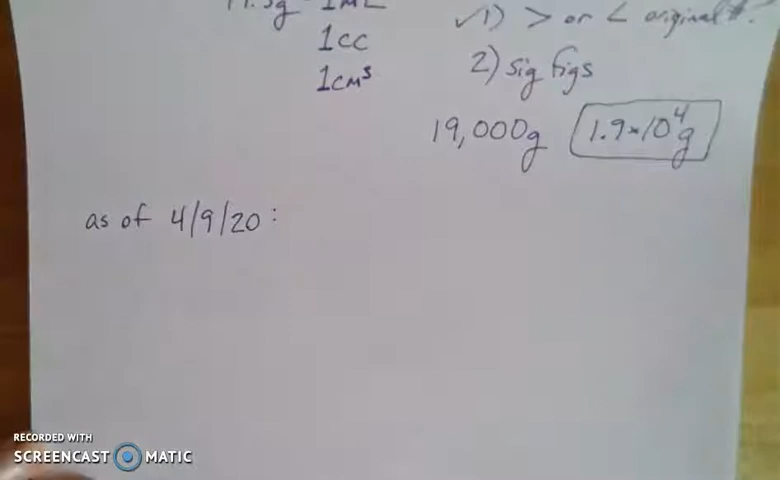 1mL
✓1) > or < original #?
1cc
2) sig figs
1cm³
19,000g 1.9×10⁴g
as of 4/9/20:
RECORDED WITH
SCREENCAST MATIC